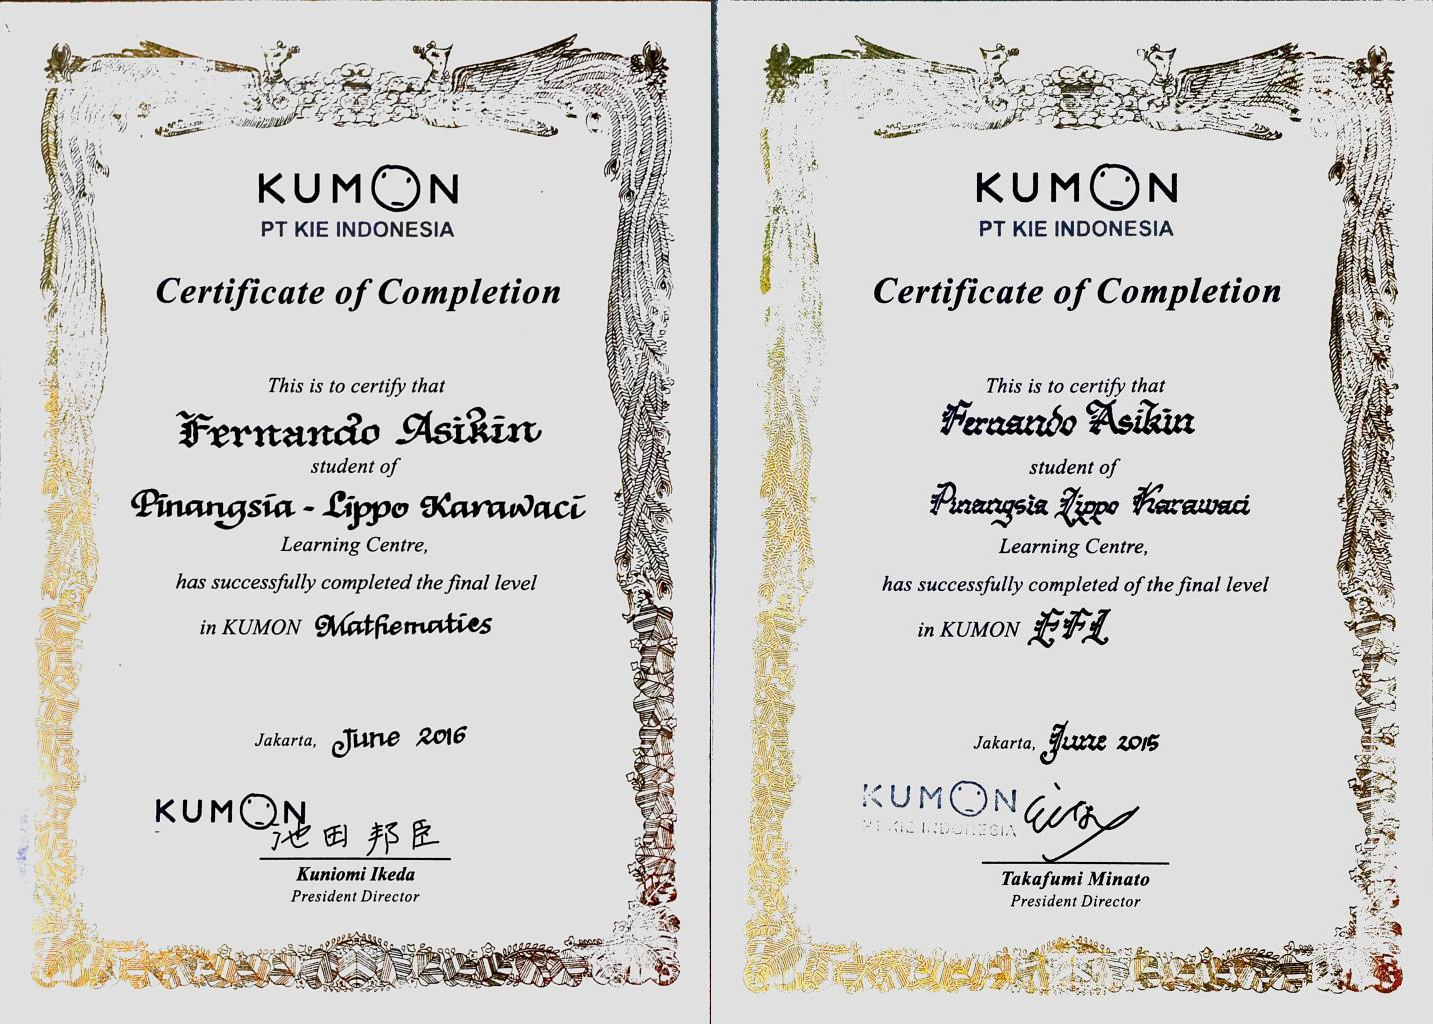 KUMON
PT KIE INDONESIA
Certificate of Completion
This is to certify that
Fernando Asikin
student of
Pinangsia - Lippo Karawaci
Learning Centre,
has successfully completed the final level
in KUMON Mathematics
Jakarta, June 2016
KUMON
池田邦臣
Kuniomi Ikeda
President Director
KUMON
PT KIE INDONESIA
Certificate of Completion
This is to certify that
Fernando Asikin
student of
Pinangsia Lippo Karawaci
Learning Centre,
has successfully completed of the final level
in KUMON EFL
Jakarta, June 2015
KUMON
PT KIE INDONESIA
Takafumi Minato
President Director